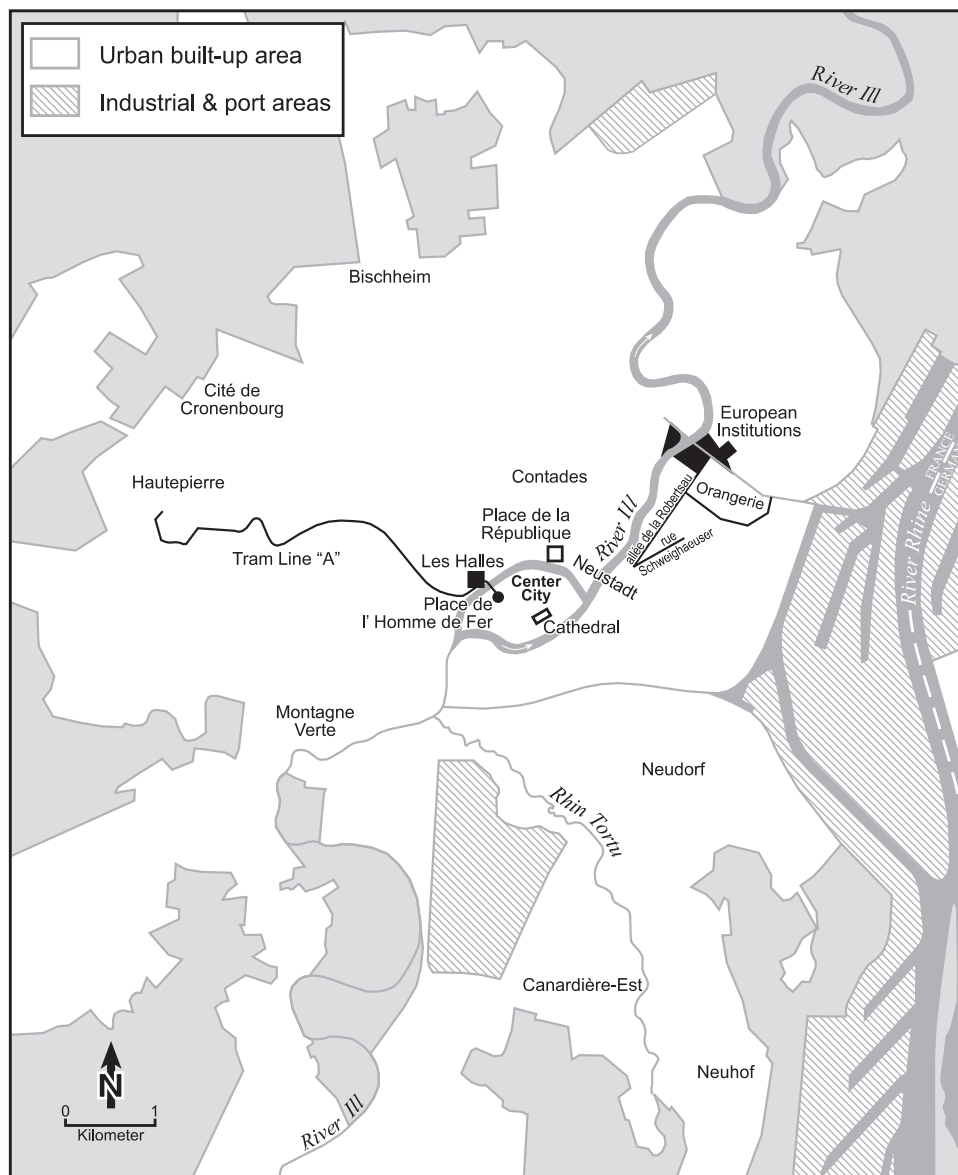 Urban built-up area
Industrial & port areas
River Ill
Bischheim
Cité de
Cronenbourg
European
Institutions
Hautepierre
Contades
Orangerie
FRANCE
GERMANY
River Rhine
Place de la
République
River Ill
allée de la Robertsau
rue
Schweighaeuser
Tram Line “A”
Les Halles
Neustadt
Center
City
Place de
l’ Homme de Fer
Cathedral
Montagne
Verte
Neudorf
Rhin Tortu
Canardière-Est
Neuhof
N
0 1
Kilometer
River Ill